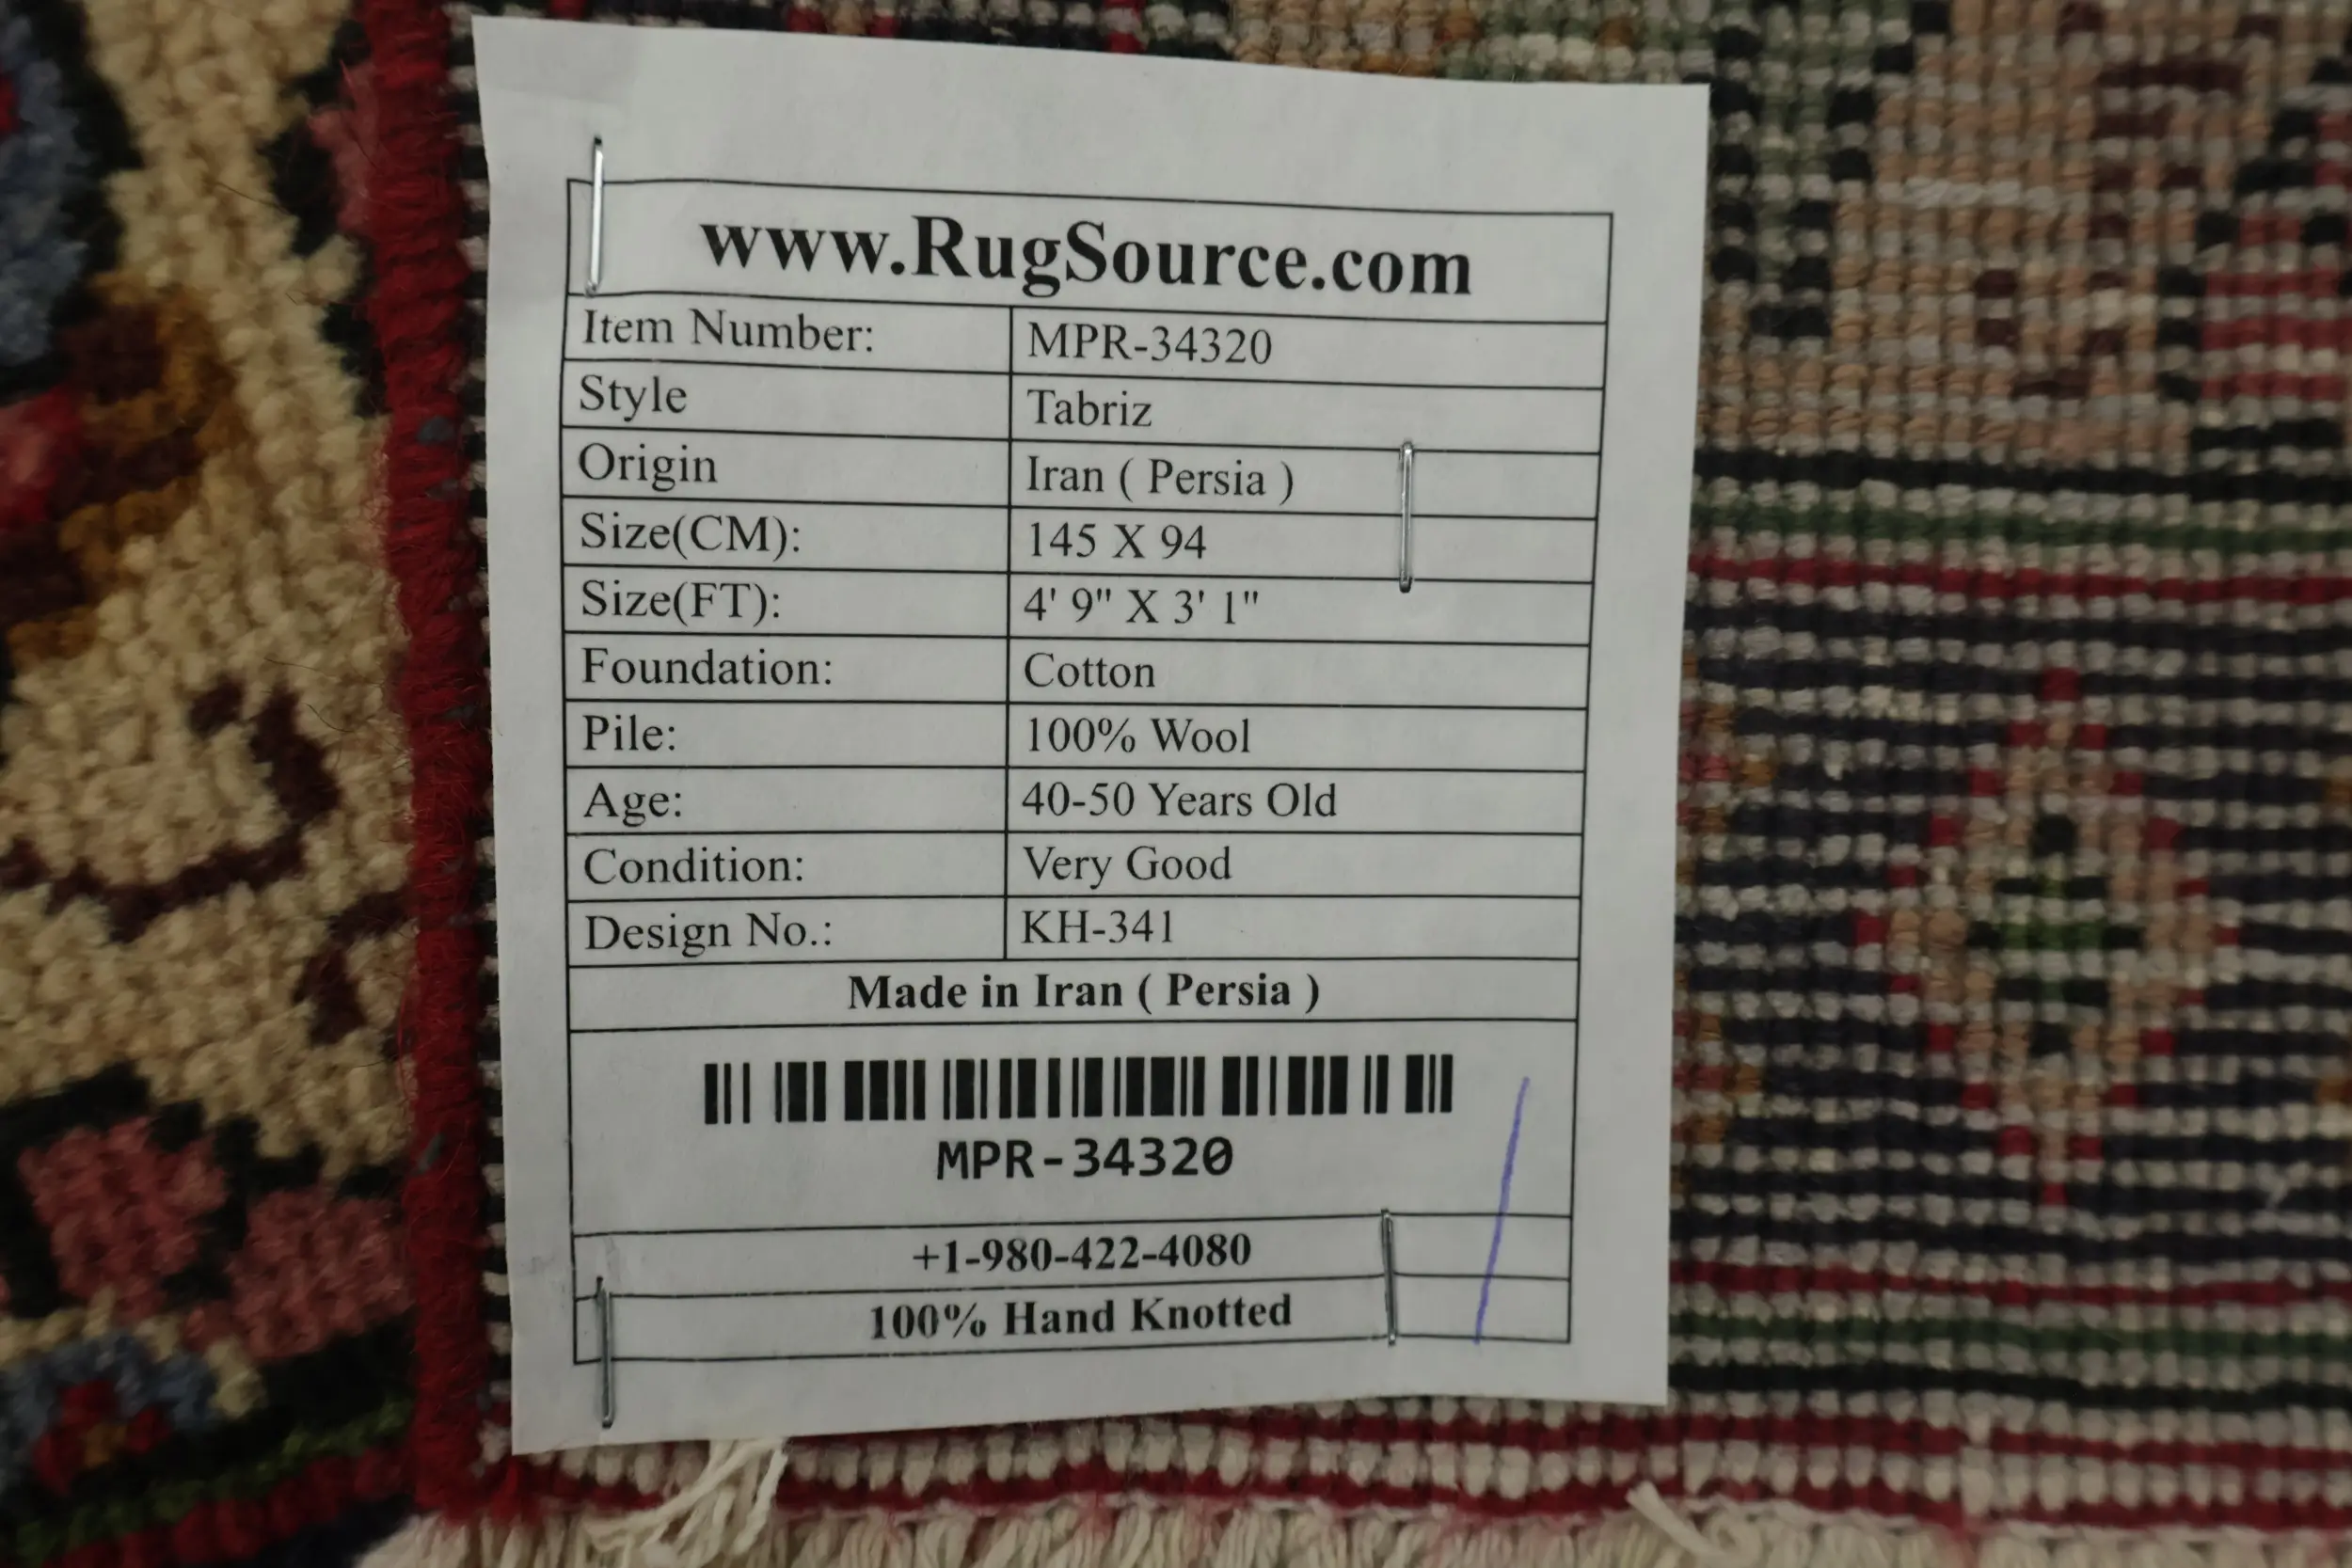 www.RugSource.com
Item Number: MPR-34320
Style Tabriz
Origin Iran ( Persia )
Size(CM): 145 X 94
Size(FT): 4' 9" X 3' 1"
Foundation: Cotton
Pile: 100% Wool
Age: 40-50 Years Old
Condition: Very Good
Design No.: KH-341
Made in Iran ( Persia )
MPR-34320
+1-980-422-4080
100% Hand Knotted